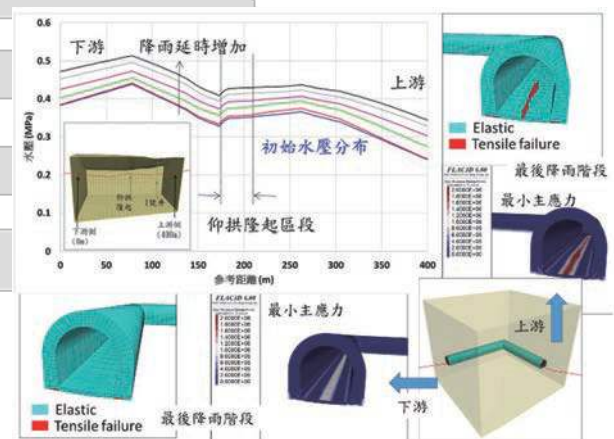 0.6
0.5
0.4
0.3
0.2
0.1
0
水壓 (MPa)
下游
降雨延時增加
上游
初始水壓分布
仰拱隆起區段
仰拱
隆起
下游側
(0m)
上游側
(400m)
0
50
100
150
200
250
300
350
400
參考距離 (m)
Elastic
Tensile failure
最後降雨階段
最小主應力
Elastic
Tensile failure
最後降雨階段
最小主應力
上游
下游